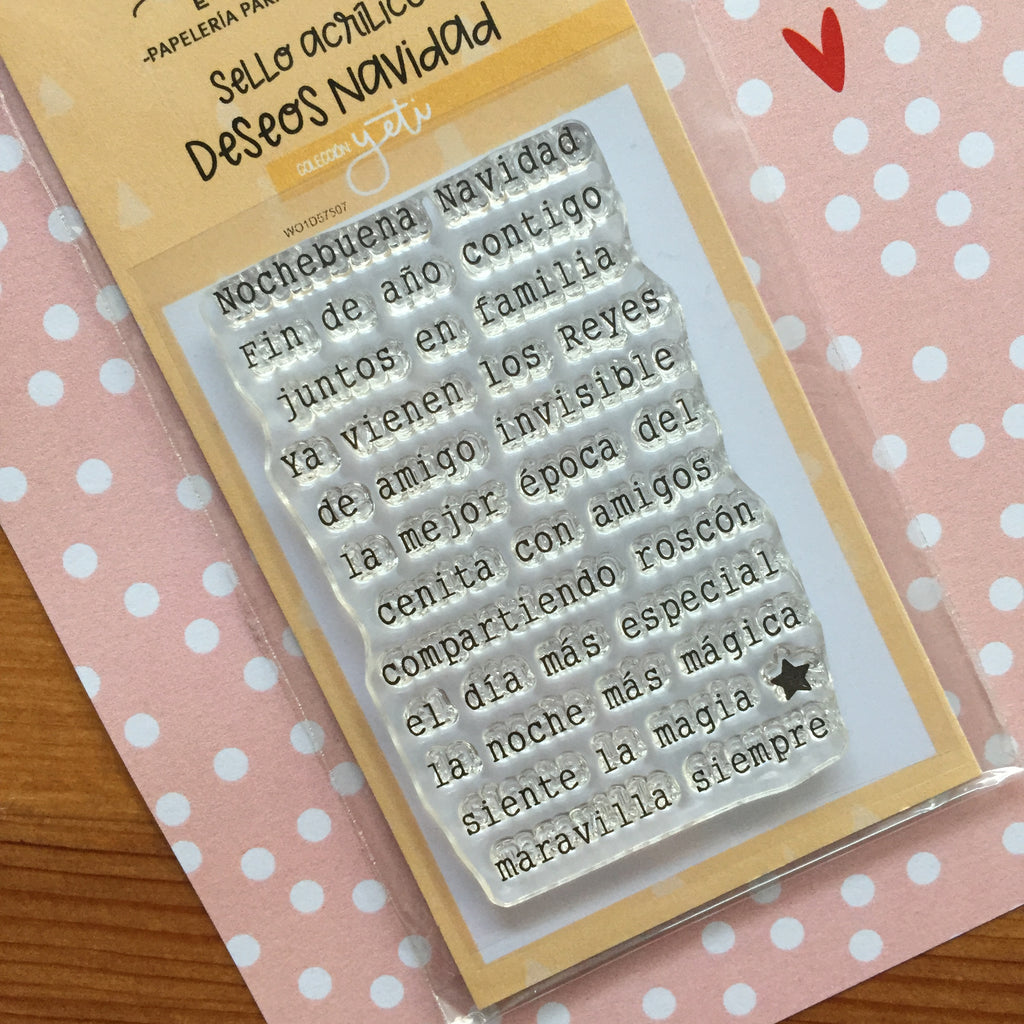 -PAPELERÍA
SELLO ACRÍLICO
DESEOS NAVIDAD
COLECCIÓN yeti
WO1D57S07
Nochebuena Navidad
Fin de año contigo
juntos en familia
Ya vienen los Reyes
de amigo invisible
la mejor época del
cenita con amigos
compartiendo roscón
el día más especial
la noche más mágica
siente la magia
maravilla siempre